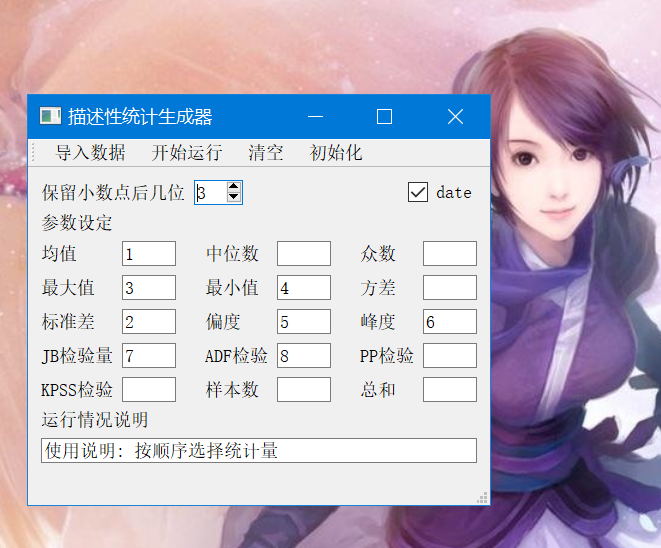 描述性统计生成器
导入数据 开始运行 清空 初始化
保留小数点后几位 3 date
参数设定
均值 1 中位数 众数
最大值 3 最小值 4 方差
标准差 2 偏度 5 峰度 6
JB检验量 7 ADF检验 8 PP检验
KPSS检验 样本数 总和
运行情况说明
使用说明: 按顺序选择统计量